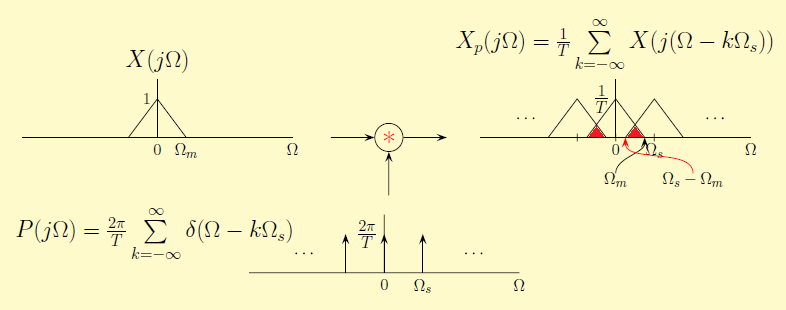 X(jΩ)
1
0 Ω_m Ω
*
X_p(jΩ) = 1/T ∑_{k=-∞}^{∞} X(j(Ω − kΩ_s))
1/T
··· ···
0 Ω_s Ω
Ω_m Ω_s − Ω_m
P(jΩ) = 2π/T ∑_{k=-∞}^{∞} δ(Ω − kΩ_s)
2π/T
··· ···
0 Ω_s Ω